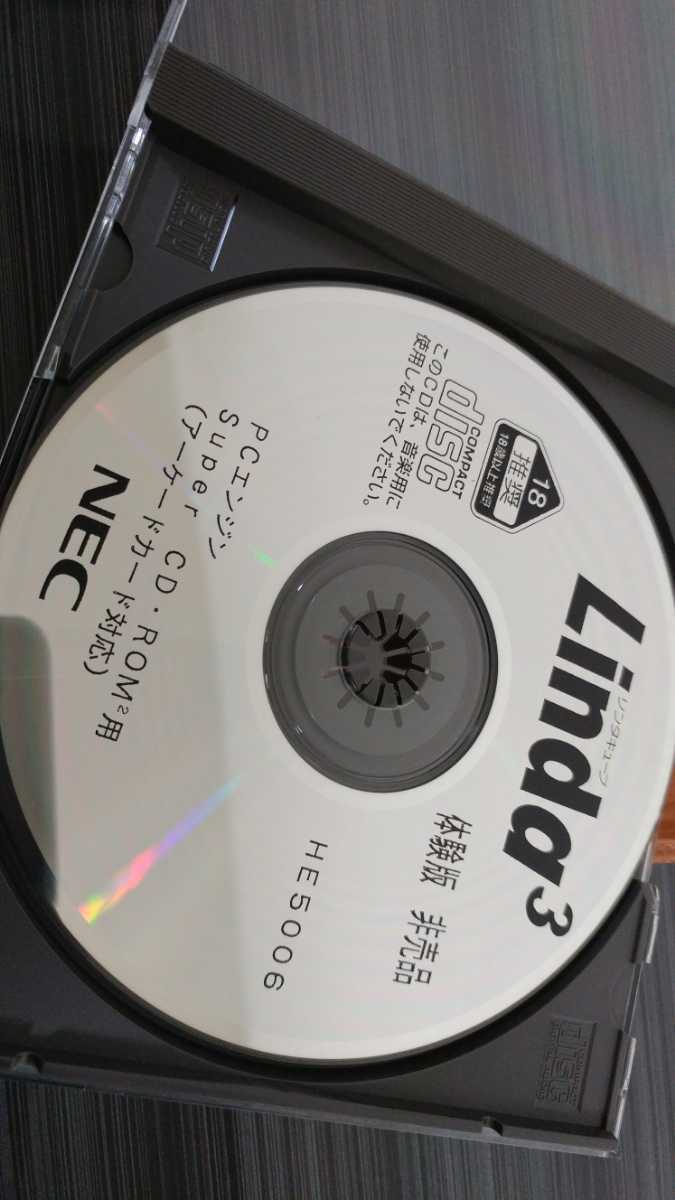 リンダキューブ
Linda³
18
推奨
18歳以上推奨
COMPACT
disc
このCDは、音楽用に
使用しないでください。
体験版 非売品
HE5006
PCエンジン
Super CD・ROM²用
(アーケードカード対応)
NEC